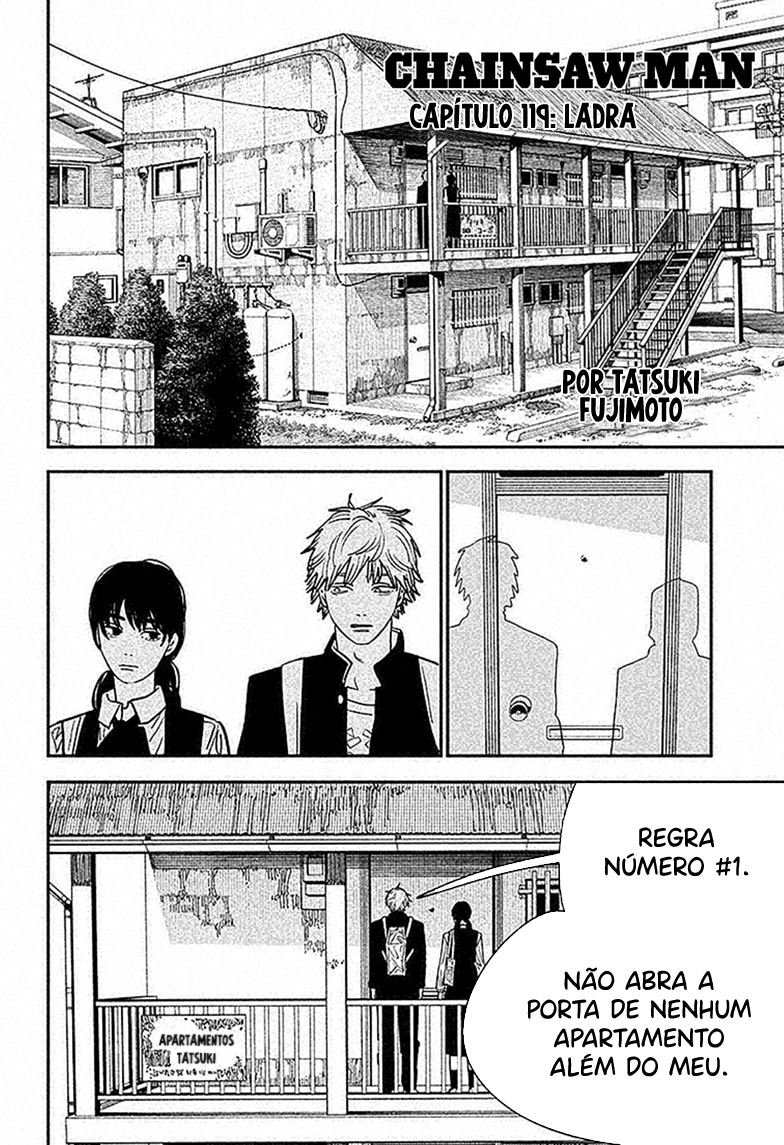 CHAINSAW MAN
CAPÍTULO 119: LADRA
POR TATSUKI
FUJIMOTO
REGRA
NÚMERO #1.
NÃO ABRA A
PORTA DE NENHUM
APARTAMENTO
ALÉM DO MEU.
APARTAMENTOS
TATSUKI